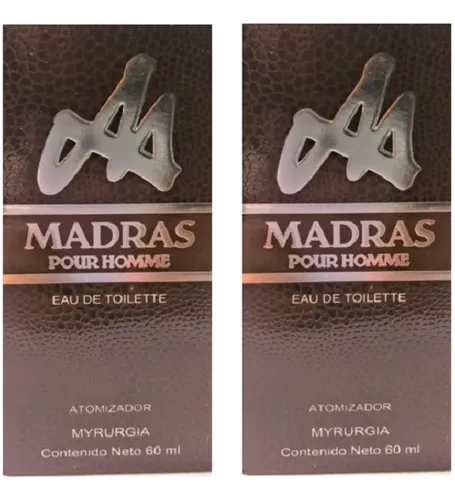 MADRAS
POUR HOMME
EAU DE TOILETTE
ATOMIZADOR
MYRURGIA
Contenido Neto 60 ml
MADRAS
POUR HOMME
EAU DE TOILETTE
ATOMIZADOR
MYRURGIA
Contenido Neto 60 ml